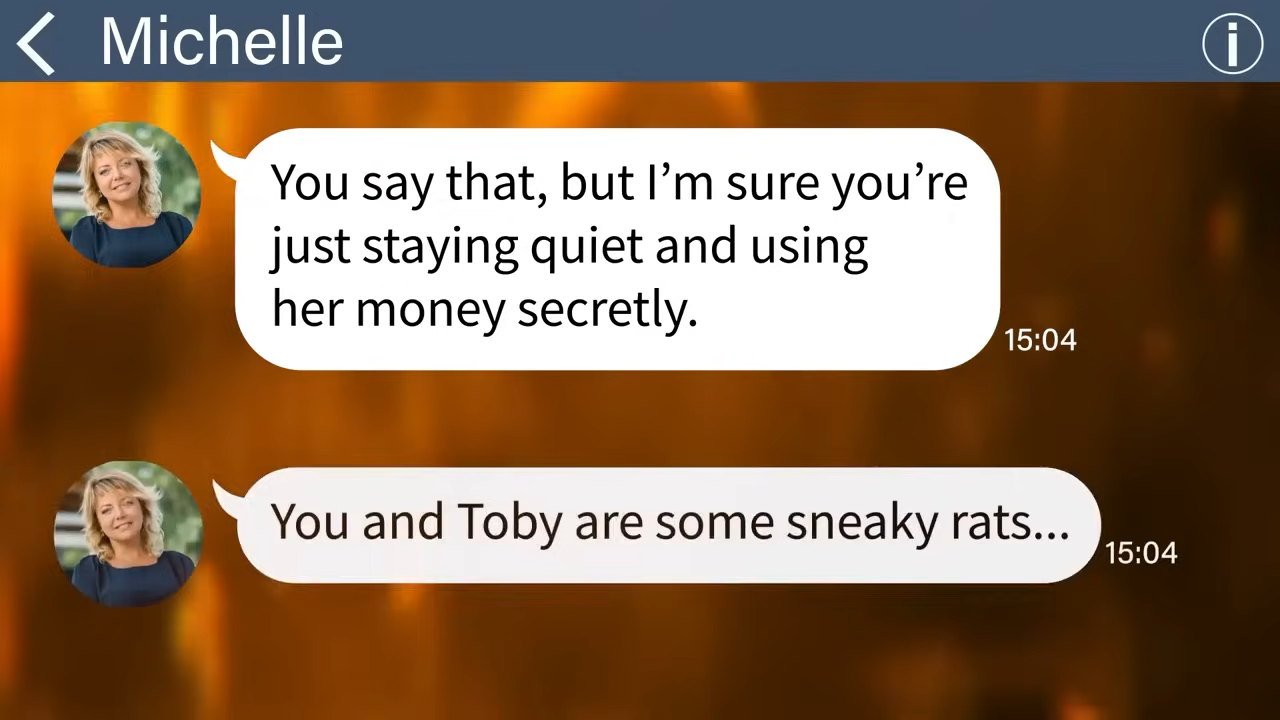 Michelle
You say that, but I’m sure you’re
just staying quiet and using
her money secretly.
15:04
You and Toby are some sneaky rats...
15:04